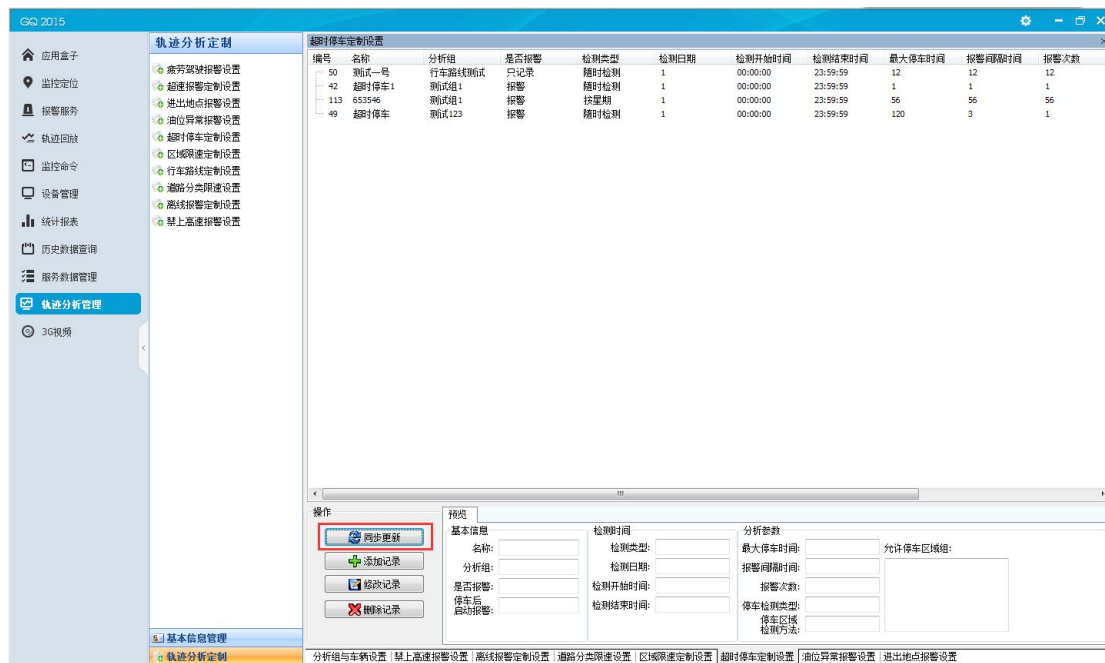 GQ 2015
应用盒子
监控定位
报警服务
轨迹回放
监控命令
设备管理
统计报表
历史数据查询
服务数据管理
轨迹分析管理
3G视频
轨迹分析定制
疲劳驾驶报警设置
超速报警定制设置
进出地点报警设置
油位异常报警设置
超时停车定制设置
区域限速定制设置
行车路线定制设置
道路分类限速设置
离线报警定制设置
禁上高速报警设置
基本信息管理
轨迹分析定制
超时停车定制设置
编号 名称 分析组 是否报警 检测类型 检测日期 检测开始时间 检测结束时间 最大停车时间 报警间隔时间 报警次数
50 测试一号 行车路线测试 只记录 随时检测 1 00:00:00 23:59:59 12 12 12
42 超时停车1 测试组1 报警 随时检测 1 00:00:00 23:59:59 1 1 1
113 653546 测试组1 报警 按星期 1 00:00:00 23:59:59 56 56 56
49 超时停车 测试123 报警 随时检测 1 00:00:00 23:59:59 120 3 1
操作
同步更新
添加记录
修改记录
删除记录
预览
基本信息
名称:
分析组:
是否报警:
停车后
启动报警:
检测时间
检测类型:
检测日期:
检测开始时间:
检测结束时间:
分析参数
最大停车时间:
报警间隔时间:
报警次数:
停车检测类型:
停车区域
检测方法:
允许停车区域组:
分析组与车辆设置 禁上高速报警设置 离线报警定制设置 道路分类限速设置 区域限速定制设置 超时停车定制设置 油位异常报警设置 进出地点报警设置